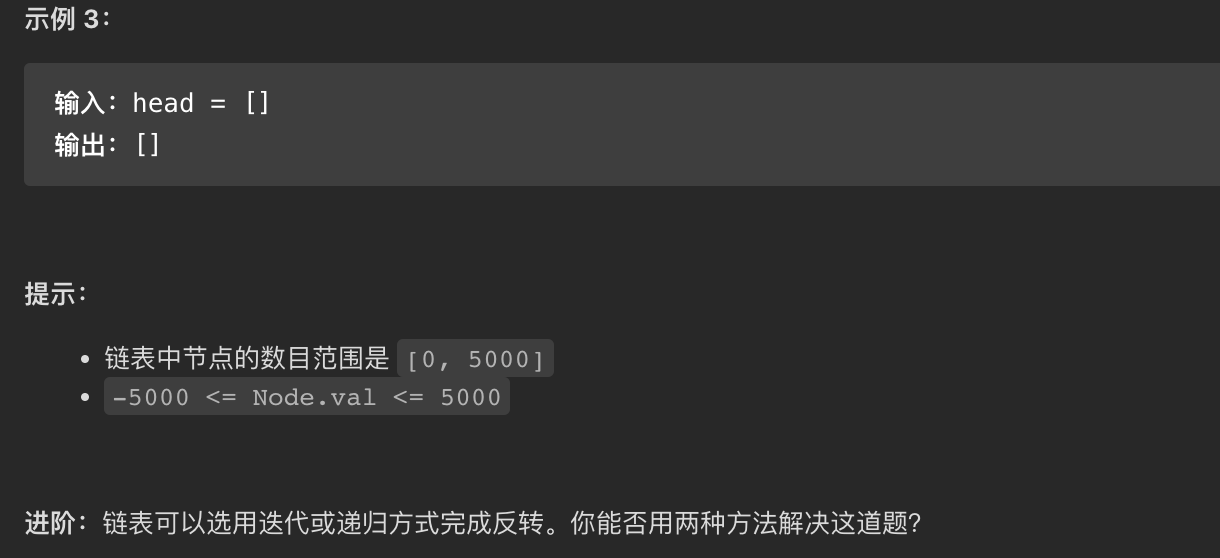 示例 3：
输入：head = []
输出：[]
提示：
• 链表中节点的数目范围是 [0, 5000]
• -5000 <= Node.val <= 5000
进阶：链表可以选用迭代或递归方式完成反转。你能否用两种方法解决这道题？